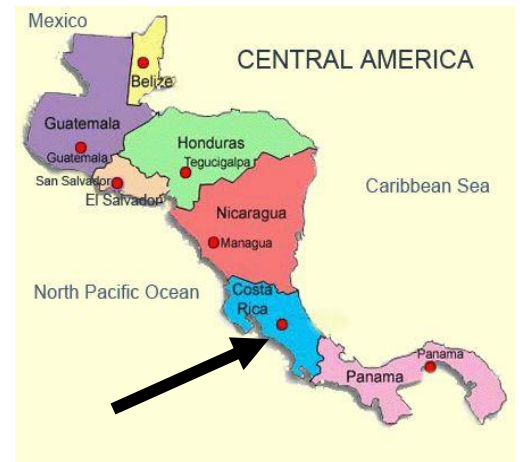 Mexico
CENTRAL AMERICA
Belize
Guatemala
Honduras
Guatemala
Tegucigalpa
San Salvador
El Salvador
Caribbean Sea
Nicaragua
Managua
North Pacific Ocean
Costa
Rica
Panama
Panama